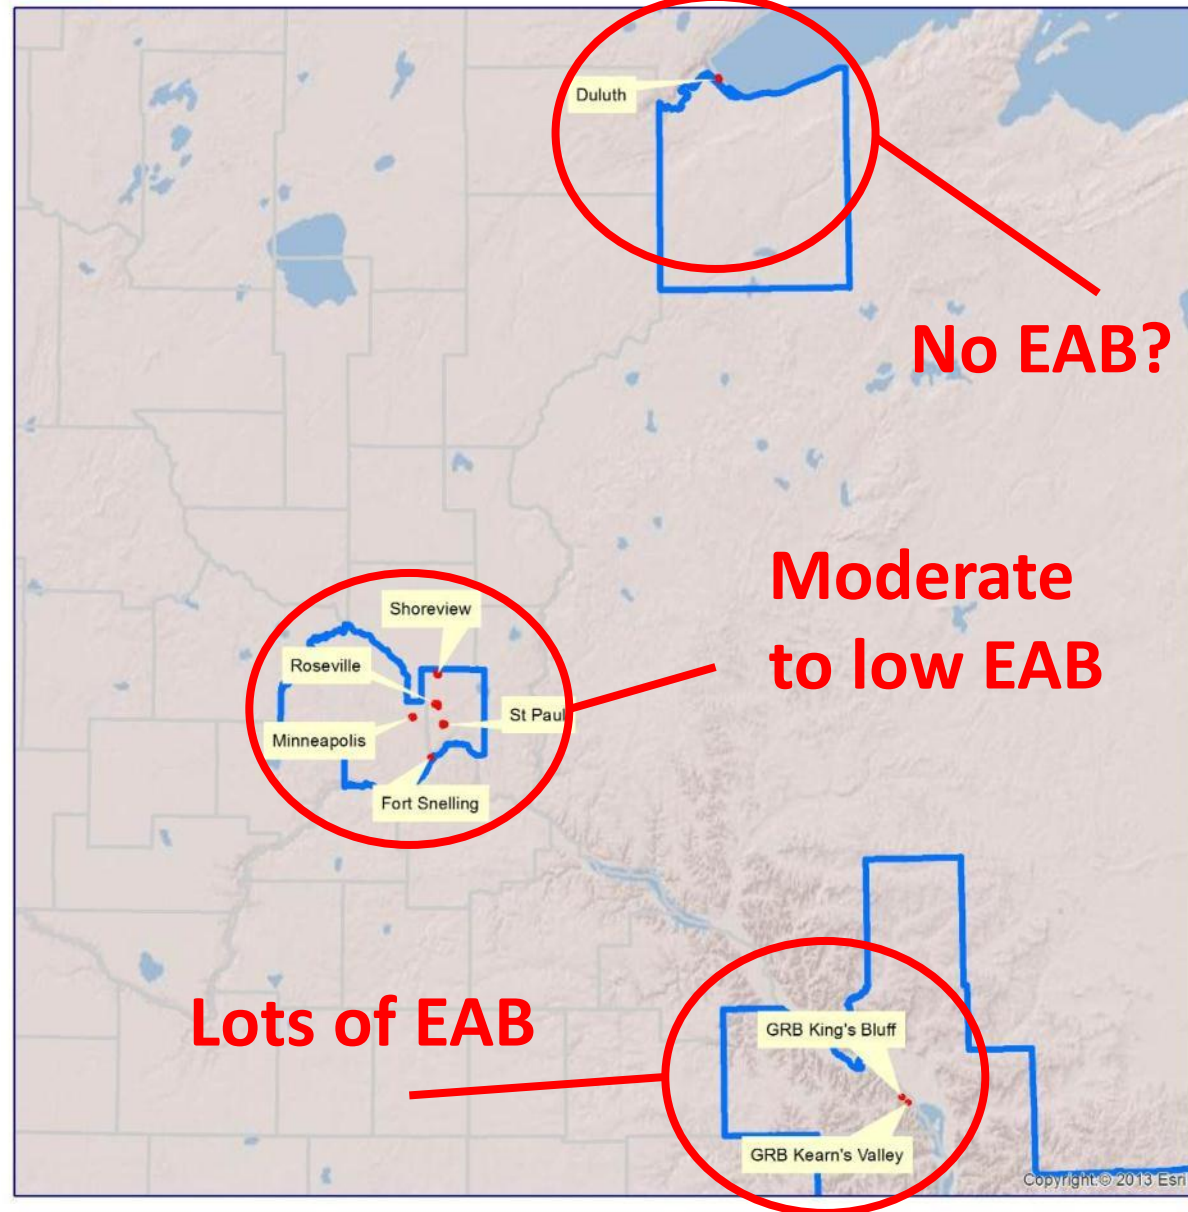 Duluth
No EAB?
Moderate
to low EAB
Shoreview
Roseville
St Paul
Minneapolis
Fort Snelling
Lots of EAB
GRB King's Bluff
GRB Kearn's Valley
Copyright:© 2013 Esri